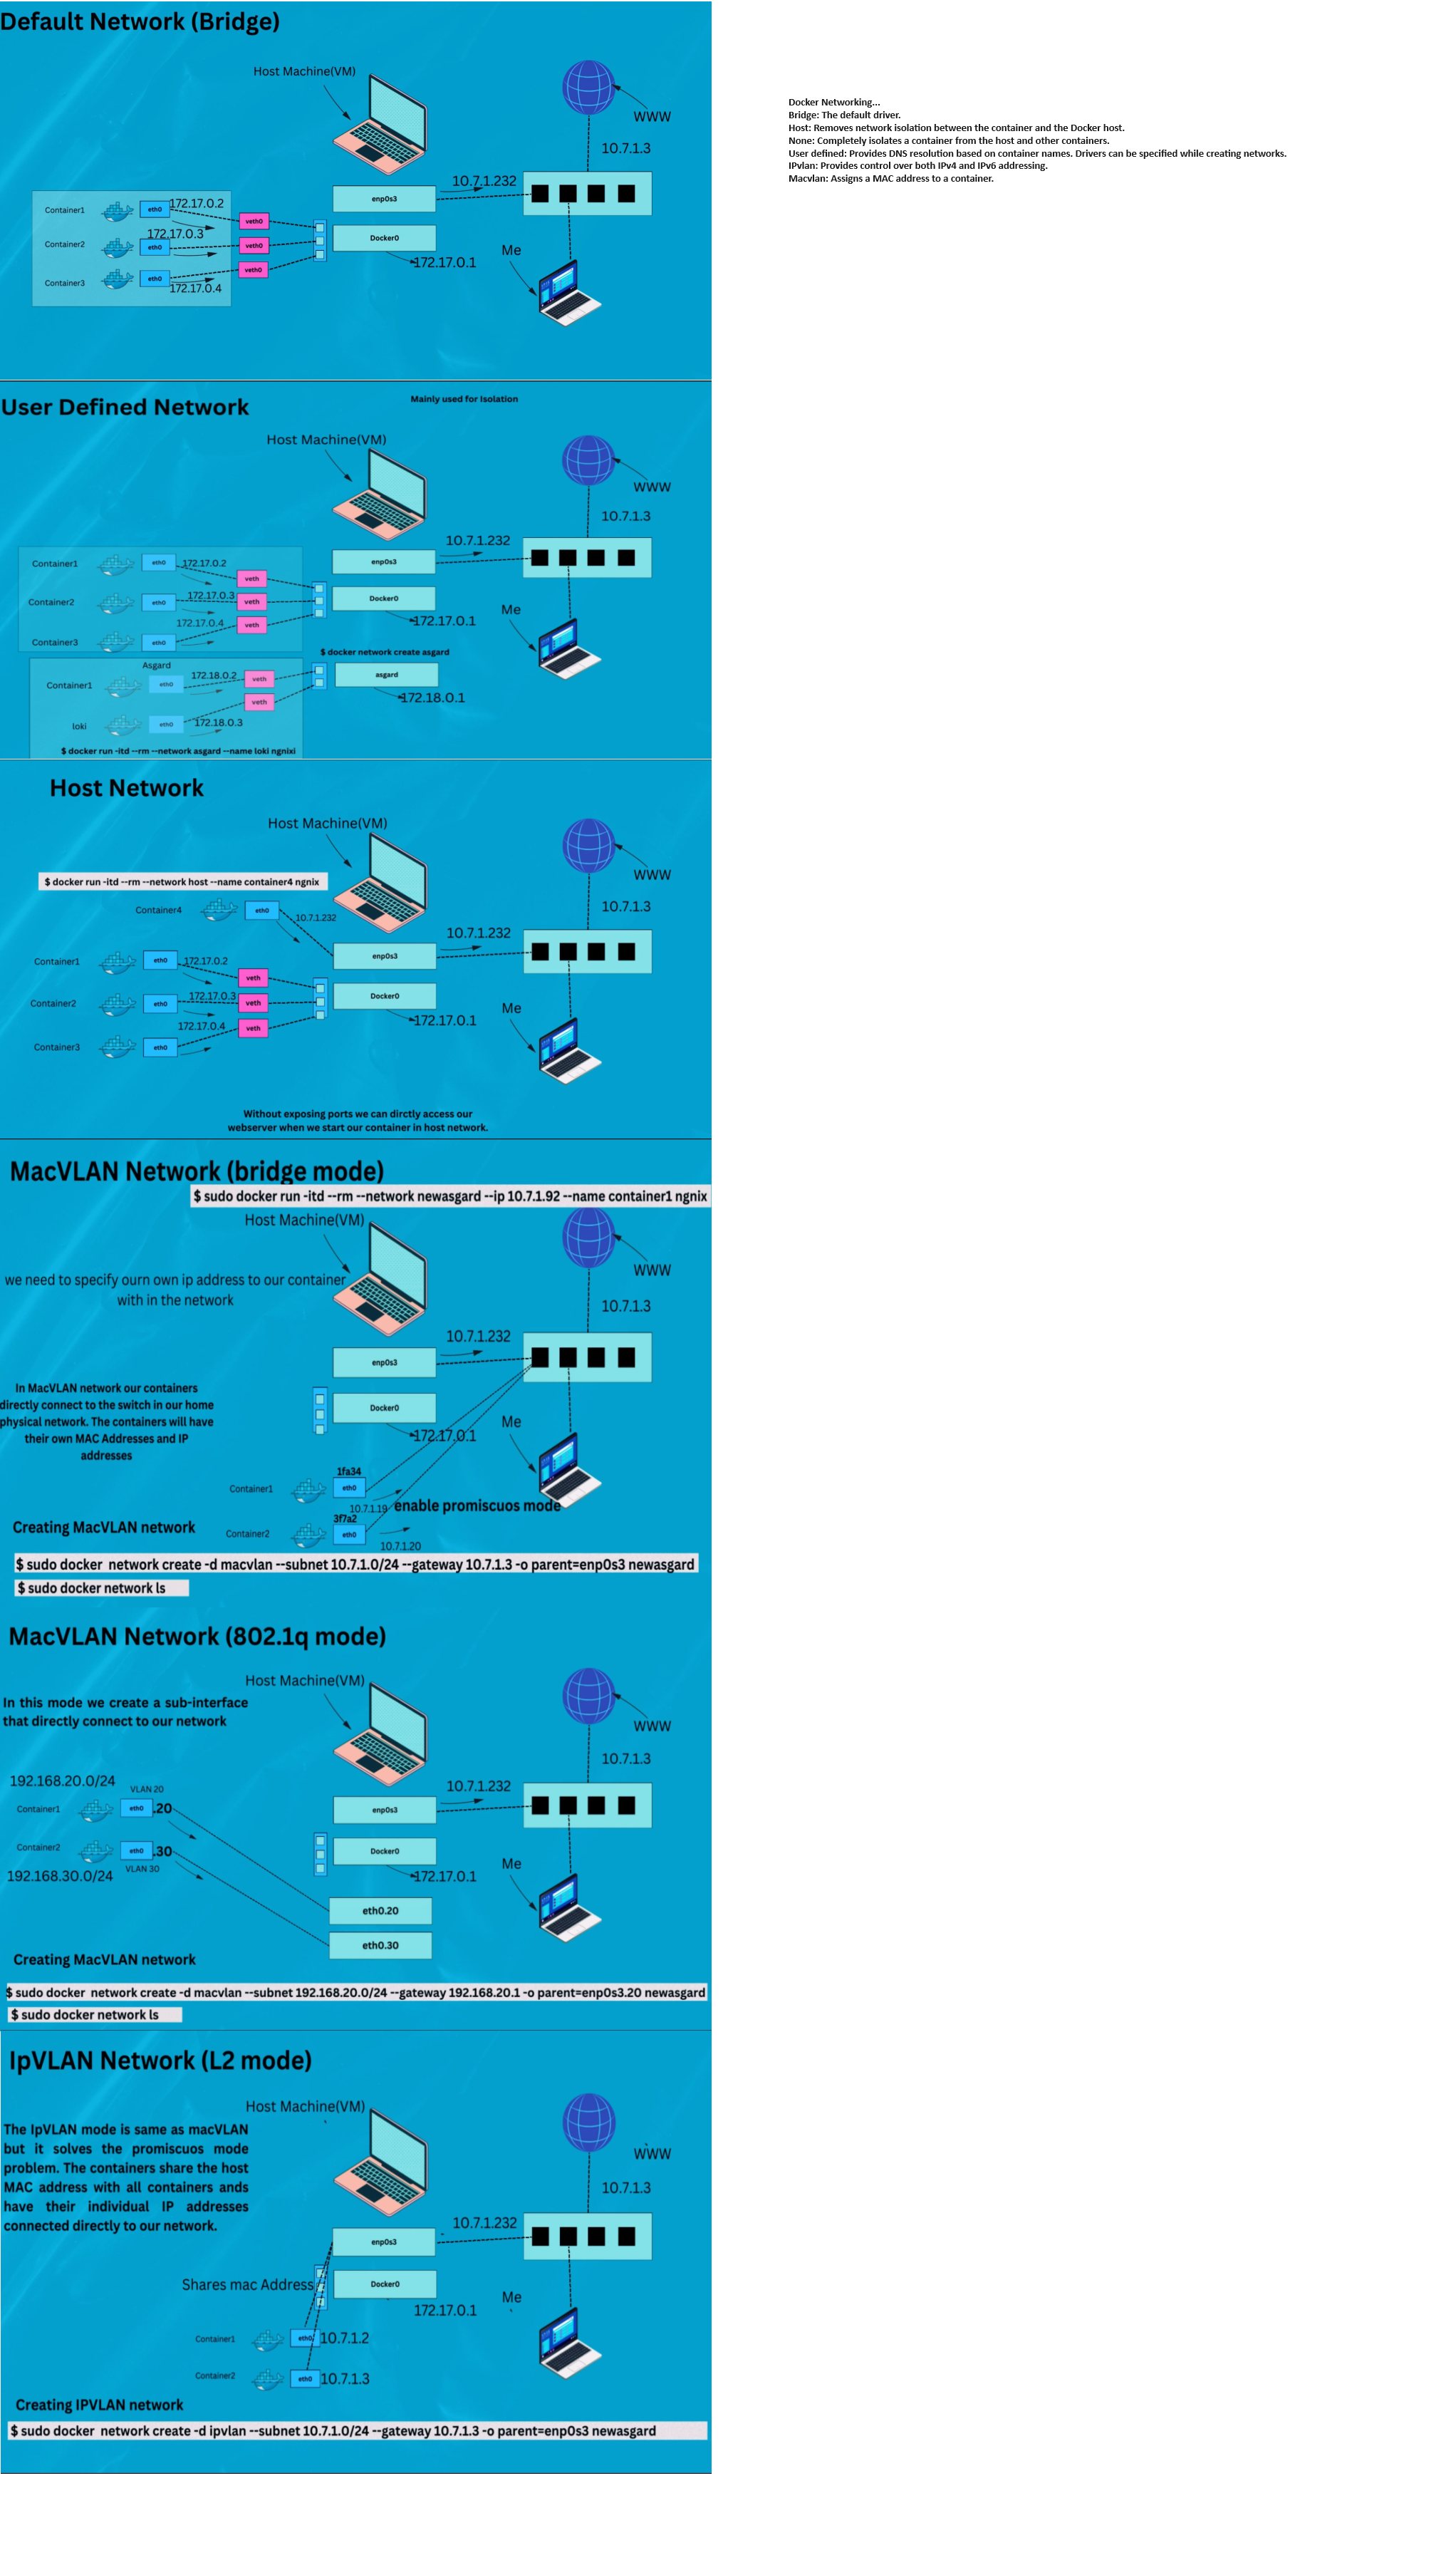 Default Network (Bridge)
Host Machine(VM)
WWW
10.7.1.3
10.7.1.232
enp0s3
Container1
eth0
172.17.0.2
veth0
Container2
eth0
172.17.0.3
veth0
Docker0
172.17.0.1
Me
Container3
eth0
172.17.0.4
veth0
Docker Networking...
Bridge: The default driver.
Host: Removes network isolation between the container and the Docker host.
None: Completely isolates a container from the host and other containers.
User defined: Provides DNS resolution based on container names. Drivers can be specified while creating networks.
IPvlan: Provides control over both IPv4 and IPv6 addressing.
Macvlan: Assigns a MAC address to a container.
User Defined Network
Mainly used for Isolation
Host Machine(VM)
WWW
10.7.1.3
10.7.1.232
enp0s3
Container1
eth0
172.17.0.2
veth
Container2
eth0
172.17.0.3
veth
Docker0
172.17.0.1
Me
Container3
eth0
172.17.0.4
veth
$ docker network create asgard
Asgard
Container1
eth0
172.18.0.2
veth
asgard
172.18.0.1
veth
loki
eth0
172.18.0.3
$ docker run -itd --rm --network asgard --name loki ngnixi
Host Network
Host Machine(VM)
WWW
10.7.1.3
$ docker run -itd --rm --network host --name container4 ngnix
Container4
eth0
10.7.1.232
10.7.1.232
enp0s3
Container1
eth0
172.17.0.2
veth
Container2
eth0
172.17.0.3
veth
Docker0
172.17.0.1
Me
Container3
eth0
172.17.0.4
veth
Without exposing ports we can dirctly access our
webserver when we start our container in host network.
MacVLAN Network (bridge mode)
$ sudo docker run -itd --rm --network newasgard --ip 10.7.1.92 --name container1 ngnix
Host Machine(VM)
WWW
10.7.1.3
we need to specify ourn own ip address to our container
with in the network
10.7.1.232
enp0s3
In MacVLAN network our containers
directly connect to the switch in our home
physical network. The containers will have
their own MAC Addresses and IP
addresses
Docker0
172.17.0.1
Me
1fa34
Container1
eth0
10.7.1.19
enable promiscuos mode
3f7a2
Container2
eth0
10.7.1.20
Creating MacVLAN network
$ sudo docker network create -d macvlan --subnet 10.7.1.0/24 --gateway 10.7.1.3 -o parent=enp0s3 newasgard
$ sudo docker network ls
MacVLAN Network (802.1q mode)
Host Machine(VM)
WWW
10.7.1.3
In this mode we create a sub-interface
that directly connect to our network
192.168.20.0/24
VLAN 20
Container1
eth0
.20
10.7.1.232
enp0s3
Container2
eth0
.30
VLAN 30
192.168.30.0/24
Docker0
172.17.0.1
Me
eth0.20
eth0.30
Creating MacVLAN network
$ sudo docker network create -d macvlan --subnet 192.168.20.0/24 --gateway 192.168.20.1 -o parent=enp0s3.20 newasgard
$ sudo docker network ls
IpVLAN Network (L2 mode)
Host Machine(VM)
WWW
10.7.1.3
The IpVLAN mode is same as macVLAN
but it solves the promiscuos mode
problem. The containers share the host
MAC address with all containers ands
have their individual IP addresses
connected directly to our network.
10.7.1.232
enp0s3
Shares mac Address
Docker0
172.17.0.1
Me
Container1
eth0
10.7.1.2
Container2
eth0
10.7.1.3
Creating IPVLAN network
$ sudo docker network create -d ipvlan --subnet 10.7.1.0/24 --gateway 10.7.1.3 -o parent=enp0s3 newasgard